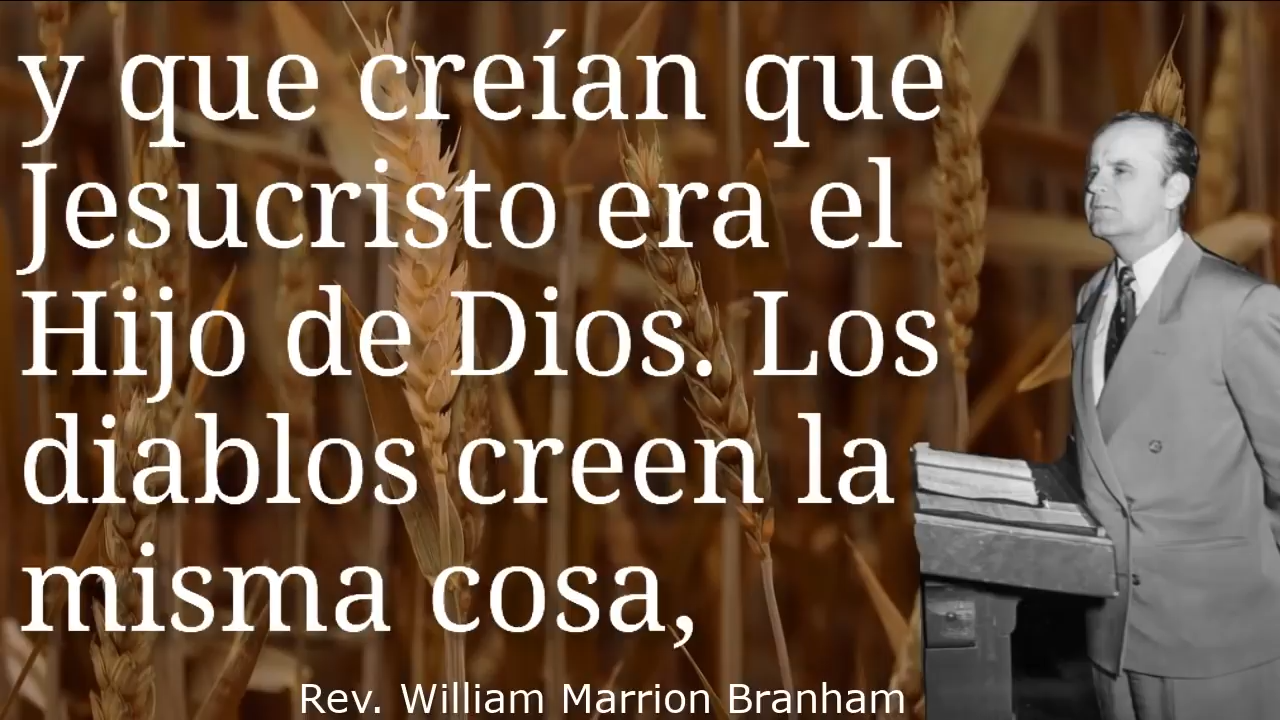 y que creían que
Jesucristo era el
Hijo de Dios. Los
diablos creen la
misma cosa,
Rev. William Marrion Branham